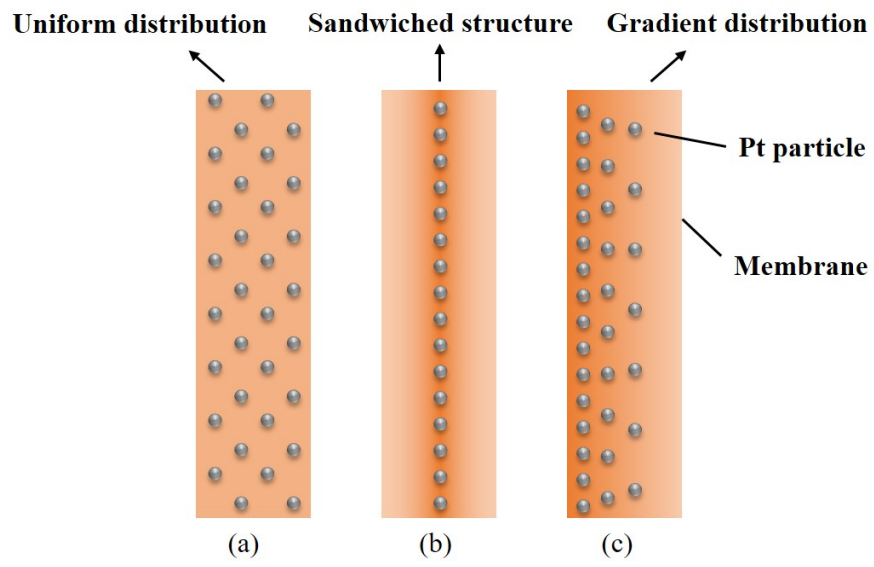 Uniform distribution
Sandwiched structure
Gradient distribution
Pt particle
Membrane
(a)
(b)
(c)